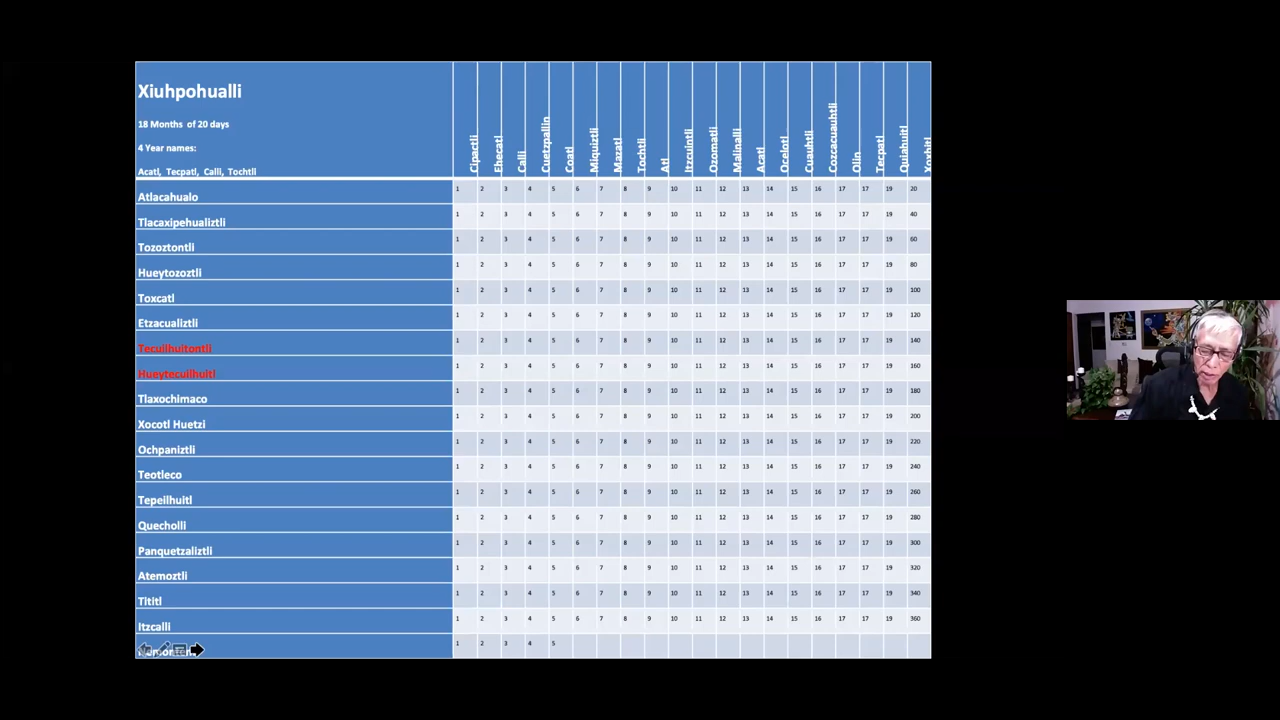 Xiuhpohualli
18 Months of 20 days
4 Year names:
Acatl, Tecpatl, Calli, Tochtli
Cipactli Ehecatl Calli Cuetzpallin Coatl Miquiztli Mazatl Tochtli Atl Itzcuintli Ozomatli Malinalli Acatl Ocelotl Cuauhtli Cozcacuauhtli Olin Tecpatl Quiahuitl
Atlacahualo 1 2 3 4 5 6 7 8 9 10 11 12 13 14 15 16 17 17 19 20
Tlacaxipehualiztli 1 2 3 4 5 6 7 8 9 10 11 12 13 14 15 16 17 17 19 40
Tozoztontli 1 2 3 4 5 6 7 8 9 10 11 12 13 14 15 16 17 17 19 60
Hueytozoztli 1 2 3 4 5 6 7 8 9 10 11 12 13 14 15 16 17 17 19 80
Toxcatl 1 2 3 4 5 6 7 8 9 10 11 12 13 14 15 16 17 17 19 100
Etzacualiztli 1 2 3 4 5 6 7 8 9 10 11 12 13 14 15 16 17 17 19 120
Tecuilhuitontli 1 2 3 4 5 6 7 8 9 10 11 12 13 14 15 16 17 17 19 140
Hueytecuilhuitl 1 2 3 4 5 6 7 8 9 10 11 12 13 14 15 16 17 17 19 160
Tlaxochimaco 1 2 3 4 5 6 7 8 9 10 11 12 13 14 15 16 17 17 19 180
Xocotl Huetzi 1 2 3 4 5 6 7 8 9 10 11 12 13 14 15 16 17 17 19 200
Ochpaniztli 1 2 3 4 5 6 7 8 9 10 11 12 13 14 15 16 17 17 19 220
Teotleco 1 2 3 4 5 6 7 8 9 10 11 12 13 14 15 16 17 17 19 240
Tepeilhuitl 1 2 3 4 5 6 7 8 9 10 11 12 13 14 15 16 17 17 19 260
Quecholli 1 2 3 4 5 6 7 8 9 10 11 12 13 14 15 16 17 17 19 280
Panquetzaliztli 1 2 3 4 5 6 7 8 9 10 11 12 13 14 15 16 17 17 19 300
Atemoztli 1 2 3 4 5 6 7 8 9 10 11 12 13 14 15 16 17 17 19 320
Tititl 1 2 3 4 5 6 7 8 9 10 11 12 13 14 15 16 17 17 19 340
Itzcalli 1 2 3 4 5 6 7 8 9 10 11 12 13 14 15 16 17 17 19 360
1 2 3 4 5